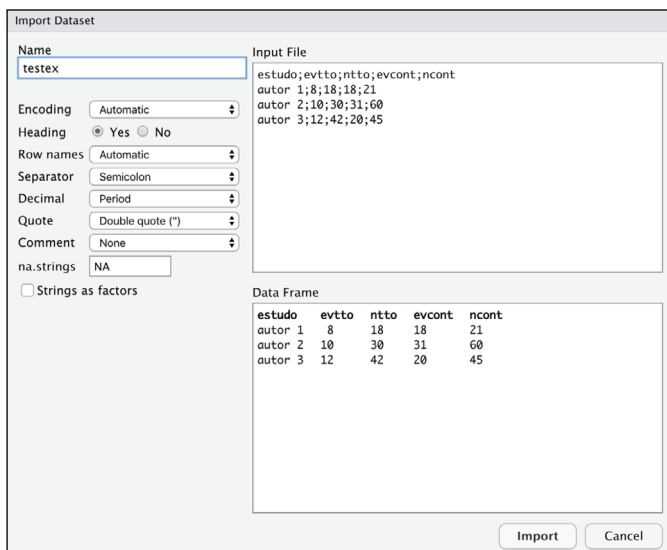 Import Dataset
Name
testex
Encoding Automatic
Heading Yes No
Row names Automatic
Separator Semicolon
Decimal Period
Quote Double quote (")
Comment None
na.strings NA
Strings as factors
Input File
estudo;evtto;ntto;evcont;ncont
autor 1;8;18;18;21
autor 2;10;30;31;60
autor 3;12;42;20;45
Data Frame
estudo evtto ntto evcont ncont
autor 1 8 18 18 21
autor 2 10 30 31 60
autor 3 12 42 20 45
Import Cancel